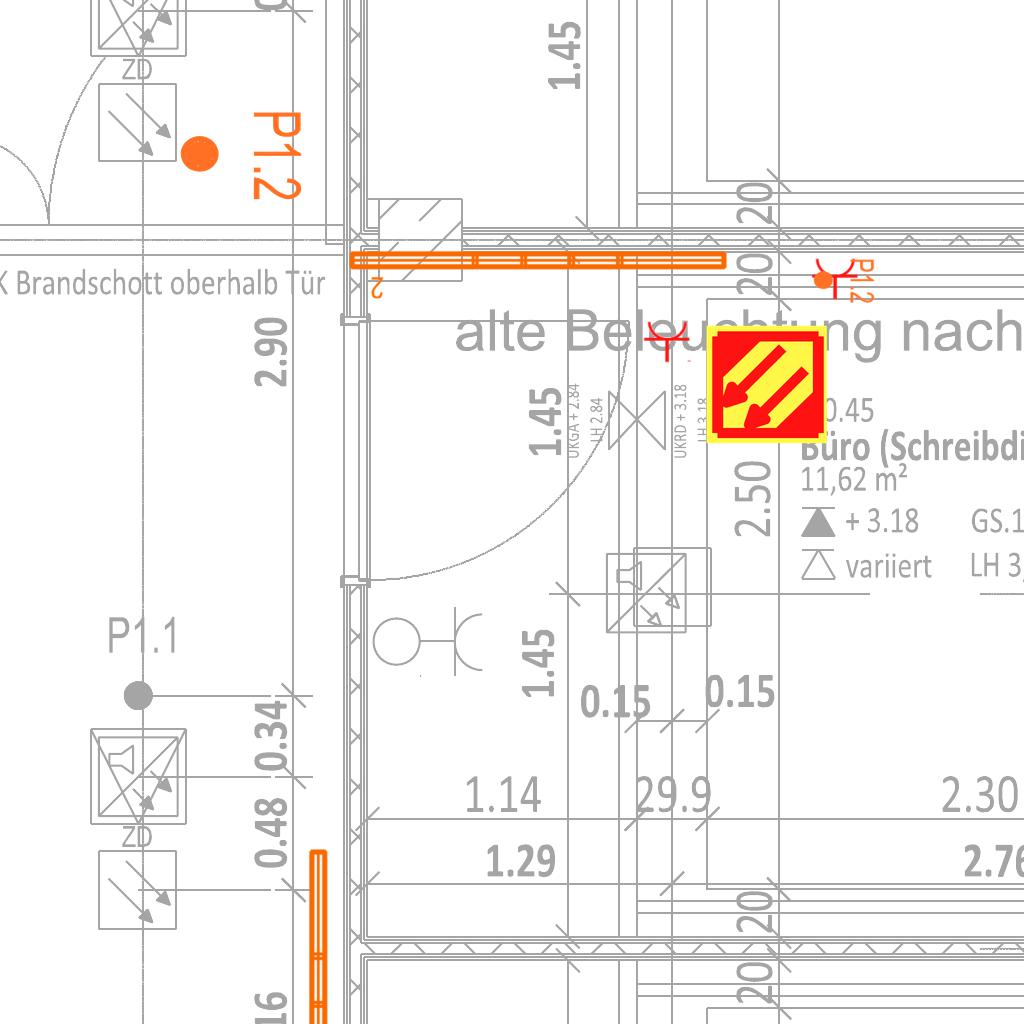 ZD
P1.2
1.45
20
K Brandschott oberhalb Tür
2
20
P1.2
2.90
alte Beleuchtung nach
1.45
UKGA + 2.84
LH 2.84
UKRD + 3.18
LH 3.18
0.45
Büro (Schreibdi
11,62 m²
2.50
+ 3.18
GS.1
variiert
LH 3,
P1.1
1.45
0.15
0.15
0.34
1.14
29.9
2.30
ZD
0.48
1.29
2.76
20
20
16